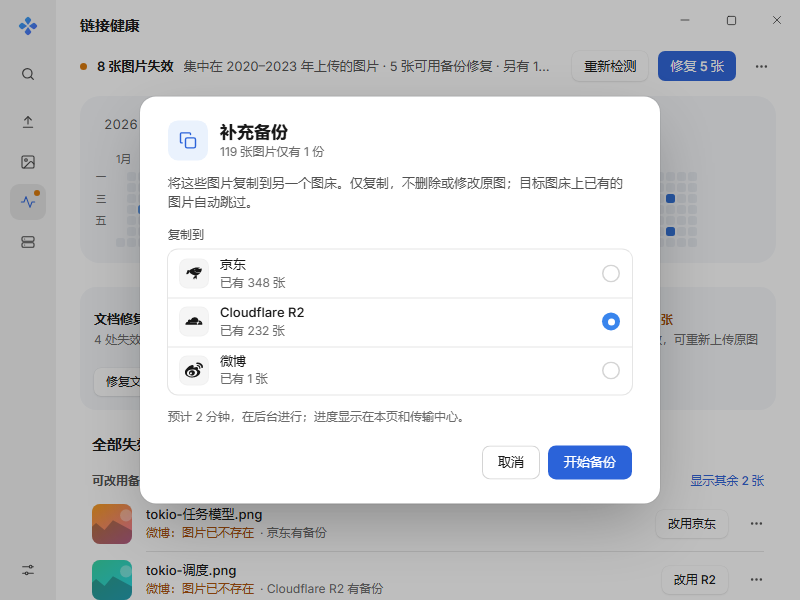 链接健康
8 张图片失效 集中在 2020–2023 年上传的图片 · 5 张可用备份修复 · 另有 1...
重新检测
修复 5 张
2026
1月
一
三
五
补充备份
119 张图片仅有 1 份
将这些图片复制到另一个图床。仅复制，不删除或修改原图；目标图床上已有的
图片自动跳过。
复制到
京东
已有 348 张
Cloudflare R2
已有 232 张
微博
已有 1 张
预计 2 分钟，在后台进行；进度显示在本页和传输中心。
取消
开始备份
文档修
4 处失效
修复文
张
可重新上传原图
全部失
可改用备
显示其余 2 张
tokio-任务模型.png
微博：图片已不存在 · 京东有备份
改用京东
tokio-调度.png
微博：图片已不存在 · Cloudflare R2 有备份
改用 R2